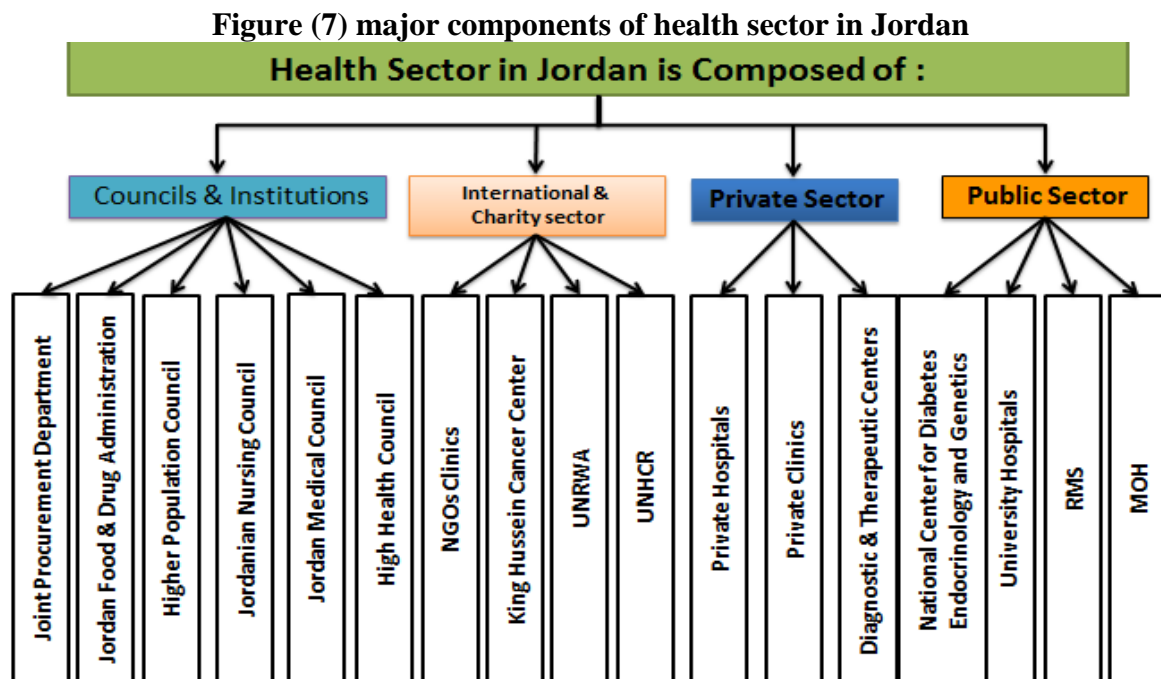 Figure (7) major components of health sector in Jordan
Health Sector in Jordan is Composed of :
Councils & Institutions
International &
Charity sector
Private Sector
Public Sector
Joint Procurement Department
Jordan Food & Drug Administration
Higher Population Council
Jordanian Nursing Council
Jordan Medical Council
High Health Council
NGOs Clinics
King Hussein Cancer Center
UNRWA
UNHCR
Private Hospitals
Private Clinics
Diagnostic & Therapeutic Centers
National Center for Diabetes
Endocrinology and Genetics
University Hospitals
RMS
MOH